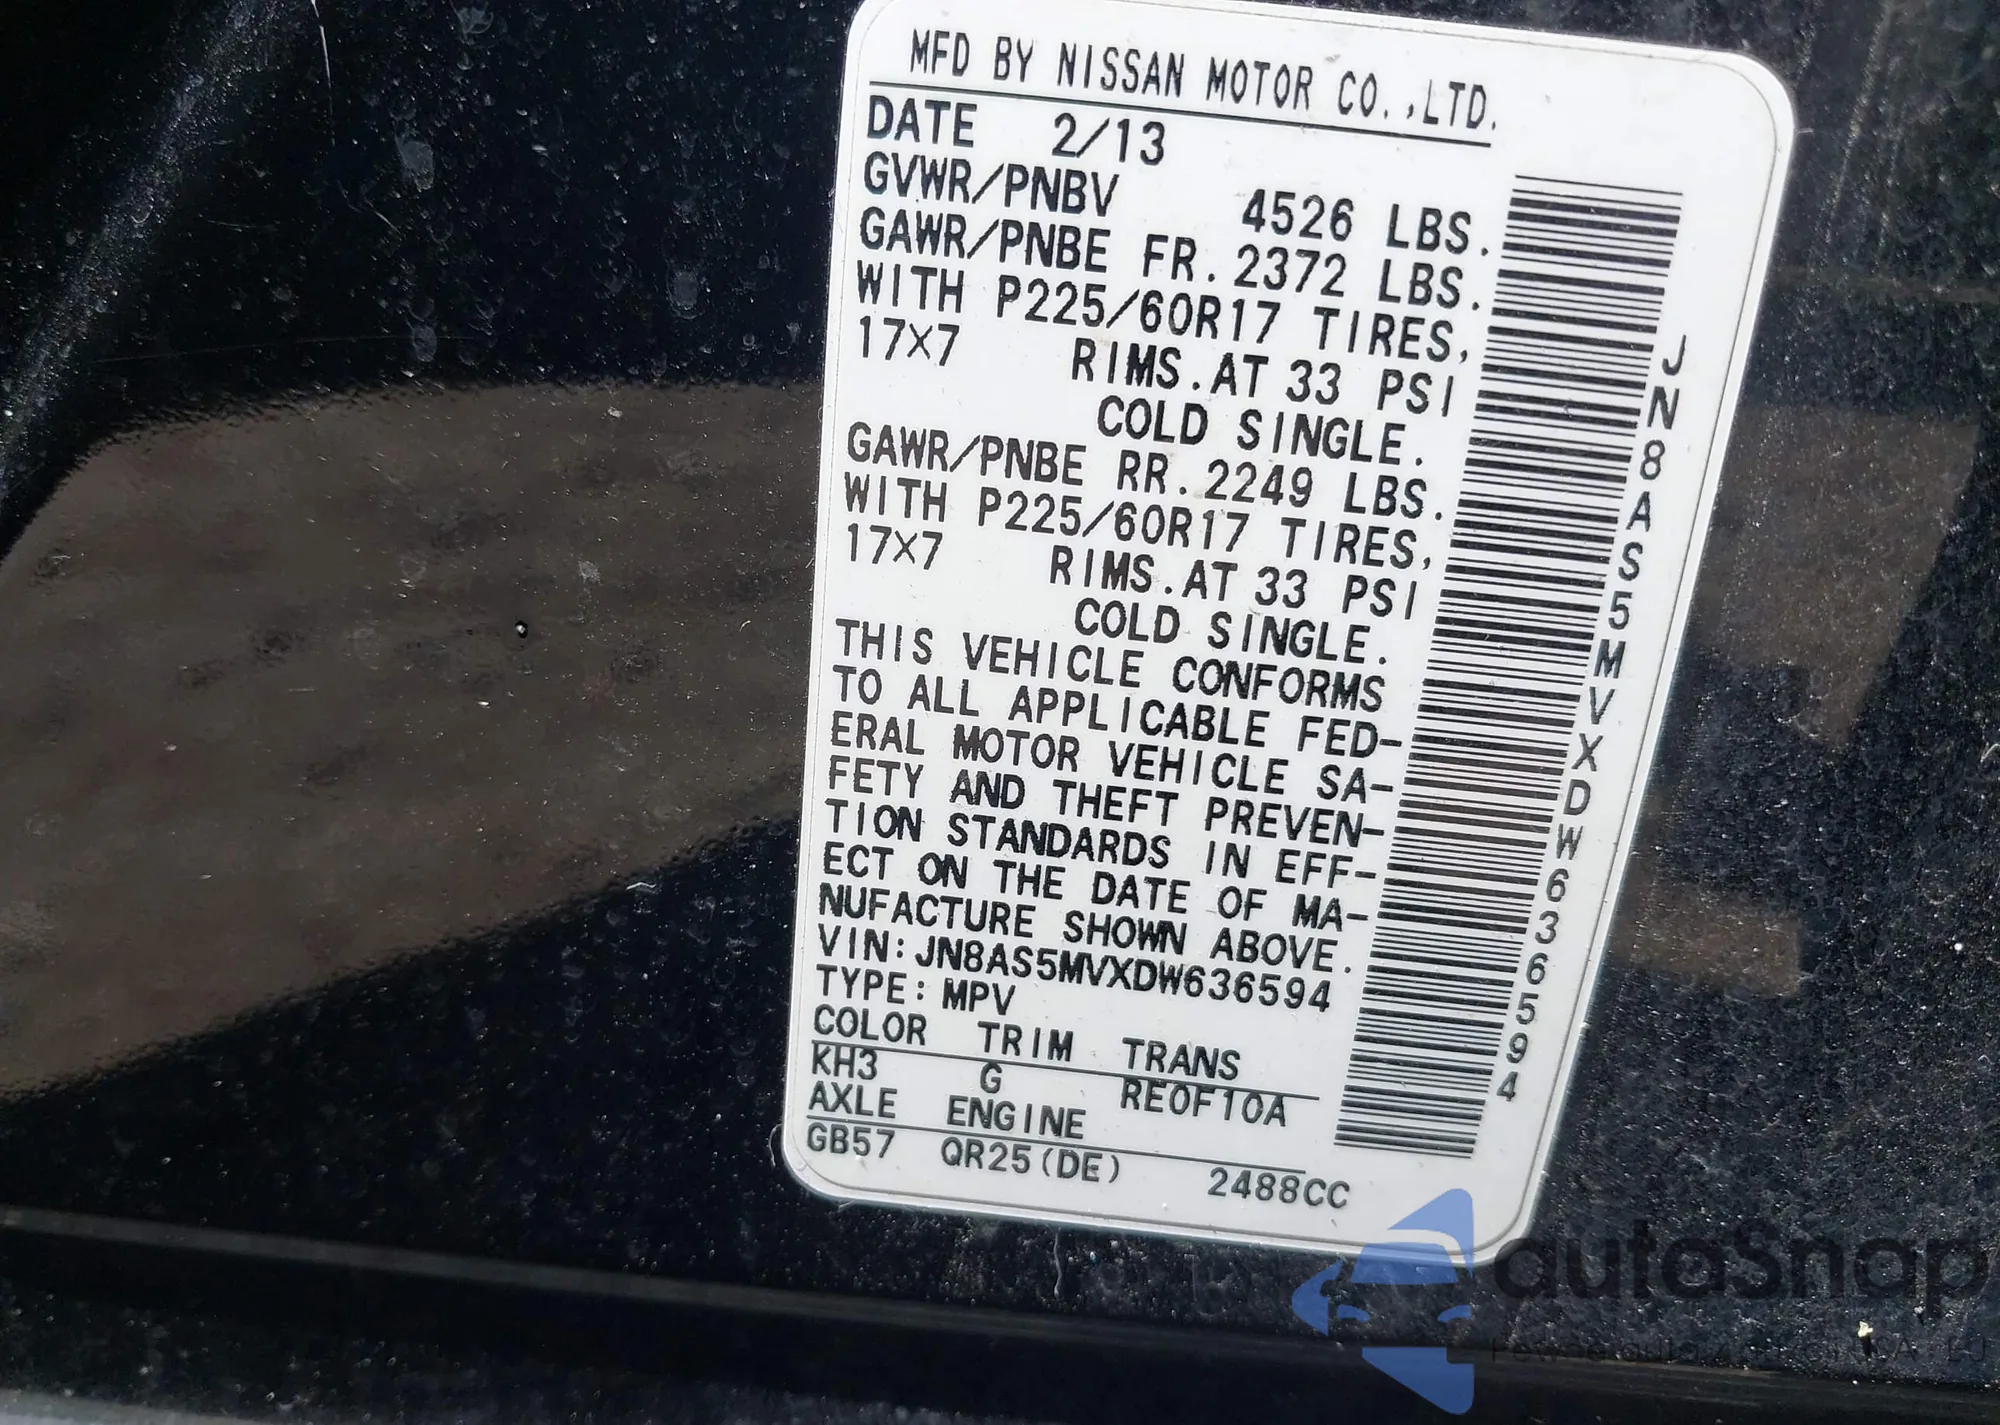 MFD BY NISSAN MOTOR CO.,LTD.
DATE 2/13
GVWR/PNBV 4526 LBS.
GAWR/PNBE FR. 2372 LBS.
WITH P225/60R17 TIRES,
17X7 RIMS.AT 33 PSI
COLD SINGLE.
GAWR/PNBE RR. 2249 LBS.
WITH P225/60R17 TIRES,
17X7 RIMS.AT 33 PSI
COLD SINGLE.
THIS VEHICLE CONFORMS
TO ALL APPLICABLE FED-
ERAL MOTOR VEHICLE SA-
FETY AND THEFT PREVEN-
TION STANDARDS IN EFF-
ECT ON THE DATE OF MA-
NUFACTURE SHOWN ABOVE.
VIN:JN8AS5MVXDW636594
TYPE:MPV
COLOR TRIM TRANS
KH3 G RE0F10A
AXLE ENGINE
GB57 QR25(DE) 2488CC
JN8AS5MVXDW636594
autoSnap